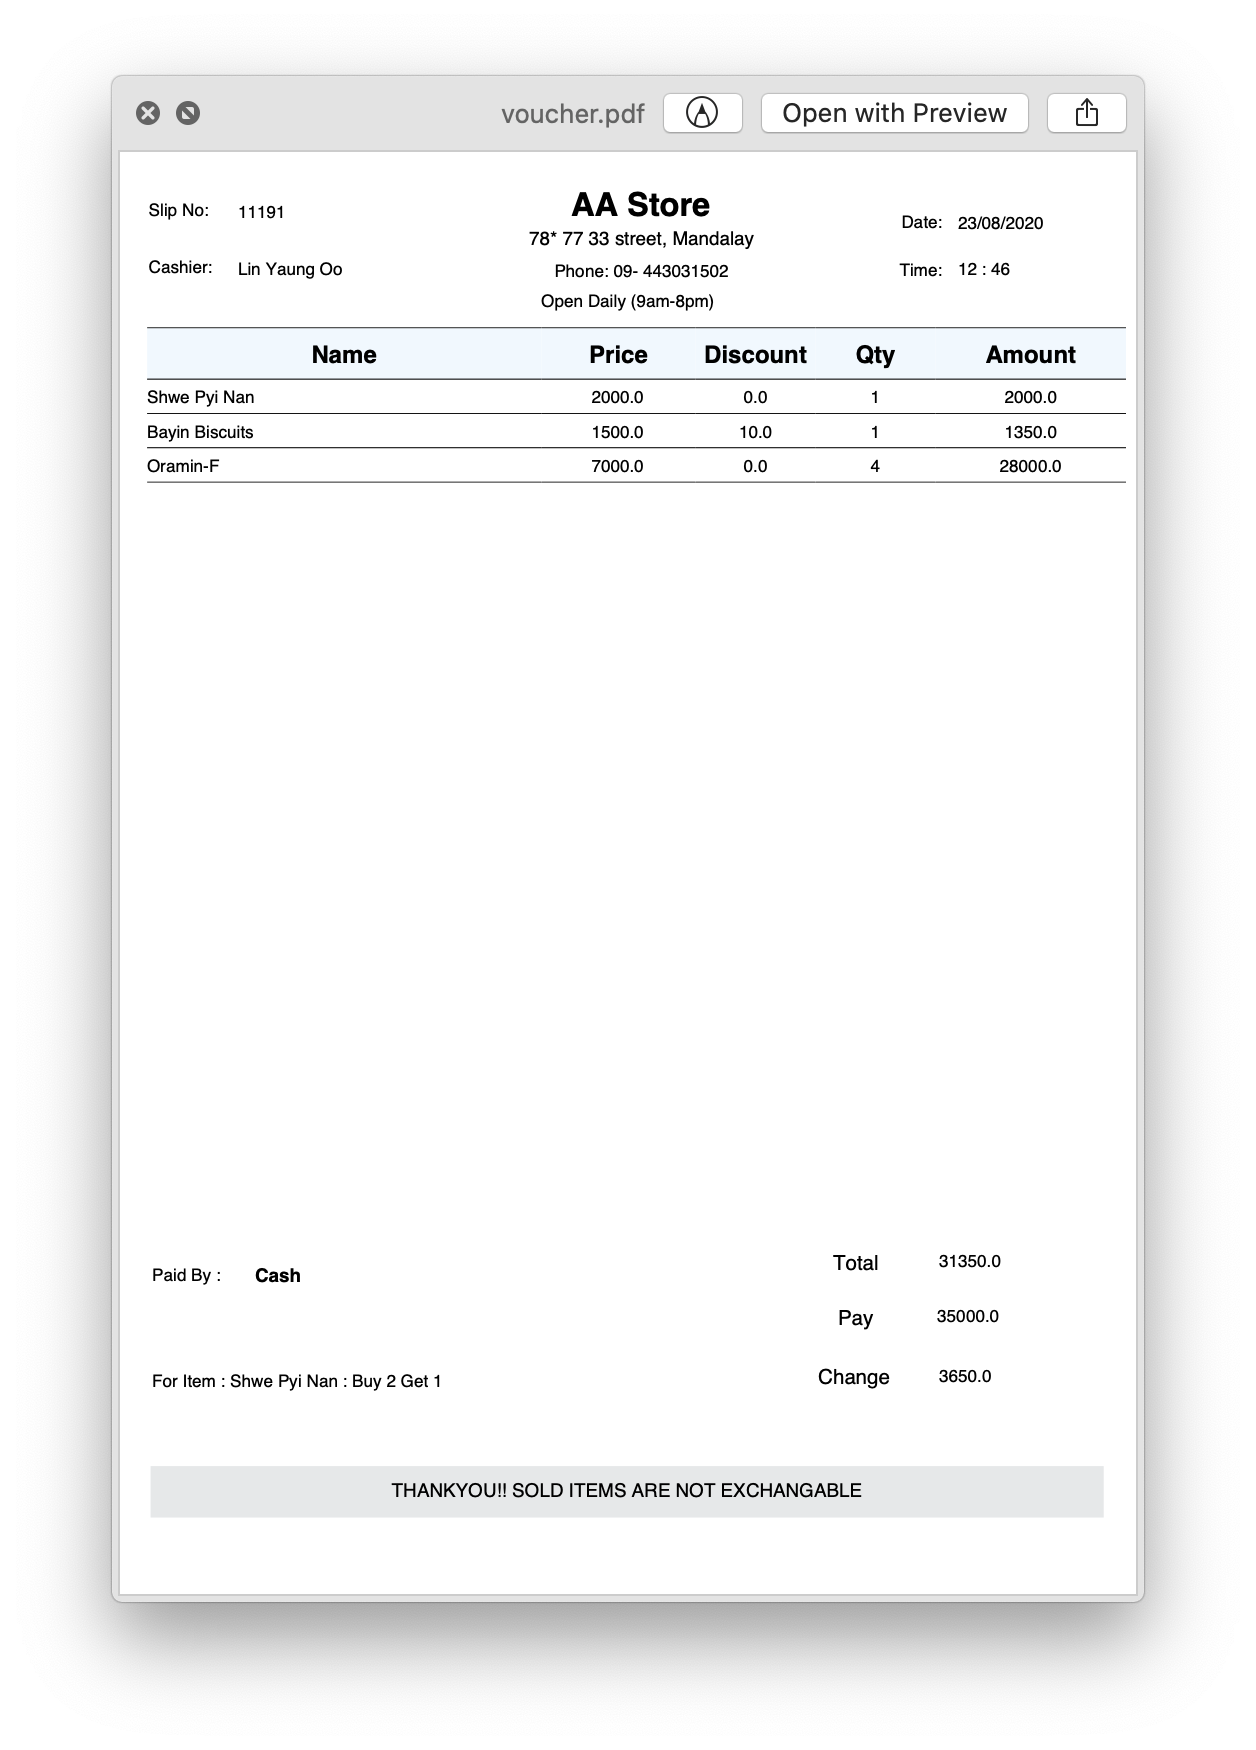 voucher.pdf Open with Preview
AA Store
Slip No: 11191
78* 77 33 street, Mandalay
Date: 23/08/2020
Cashier: Lin Yaung Oo
Phone: 09- 443031502
Time: 12 : 46
Open Daily (9am-8pm)
Name Price Discount Qty Amount
Shwe Pyi Nan 2000.0 0.0 1 2000.0
Bayin Biscuits 1500.0 10.0 1 1350.0
Oramin-F 7000.0 0.0 4 28000.0
Total 31350.0
Paid By : Cash
Pay 35000.0
Change 3650.0
For Item : Shwe Pyi Nan : Buy 2 Get 1
THANKYOU!! SOLD ITEMS ARE NOT EXCHANGABLE